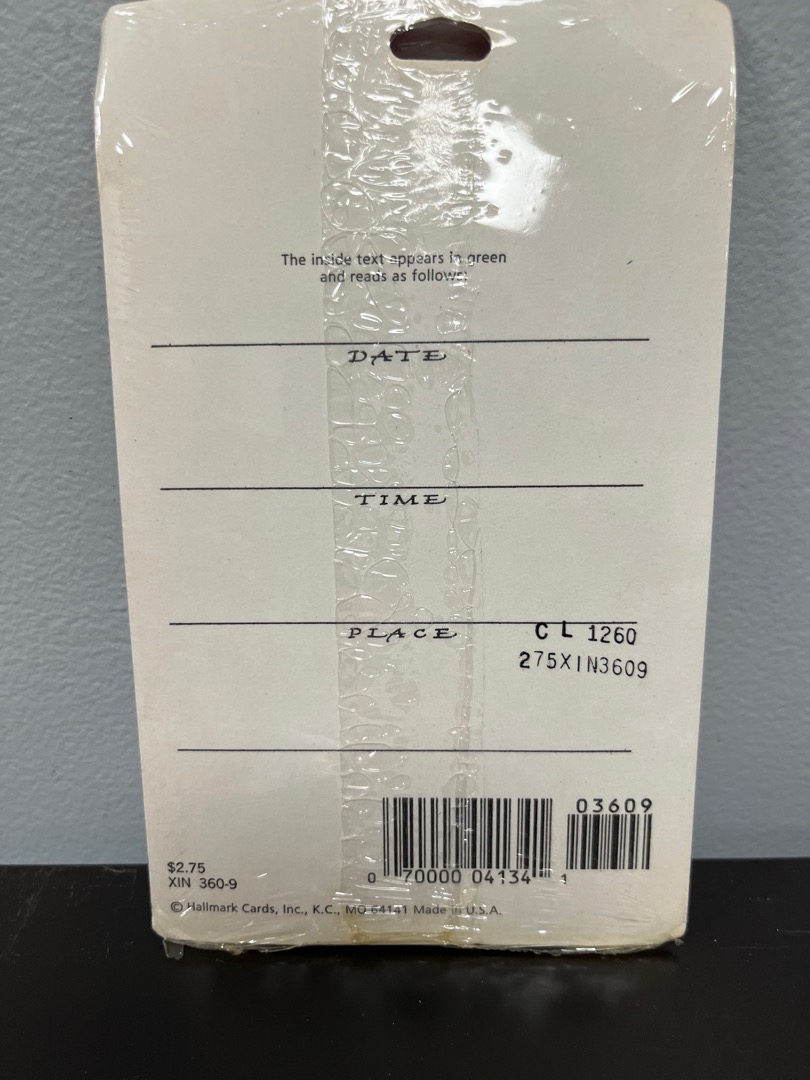 The inside text appears in green
and reads as follows:
DATE
TIME
PLACE
C L 1260
275XIN3609
03609
0 70000 04134 1
$2.75
XIN 360-9
© Hallmark Cards, Inc., K.C., MO 64141 Made in U.S.A.